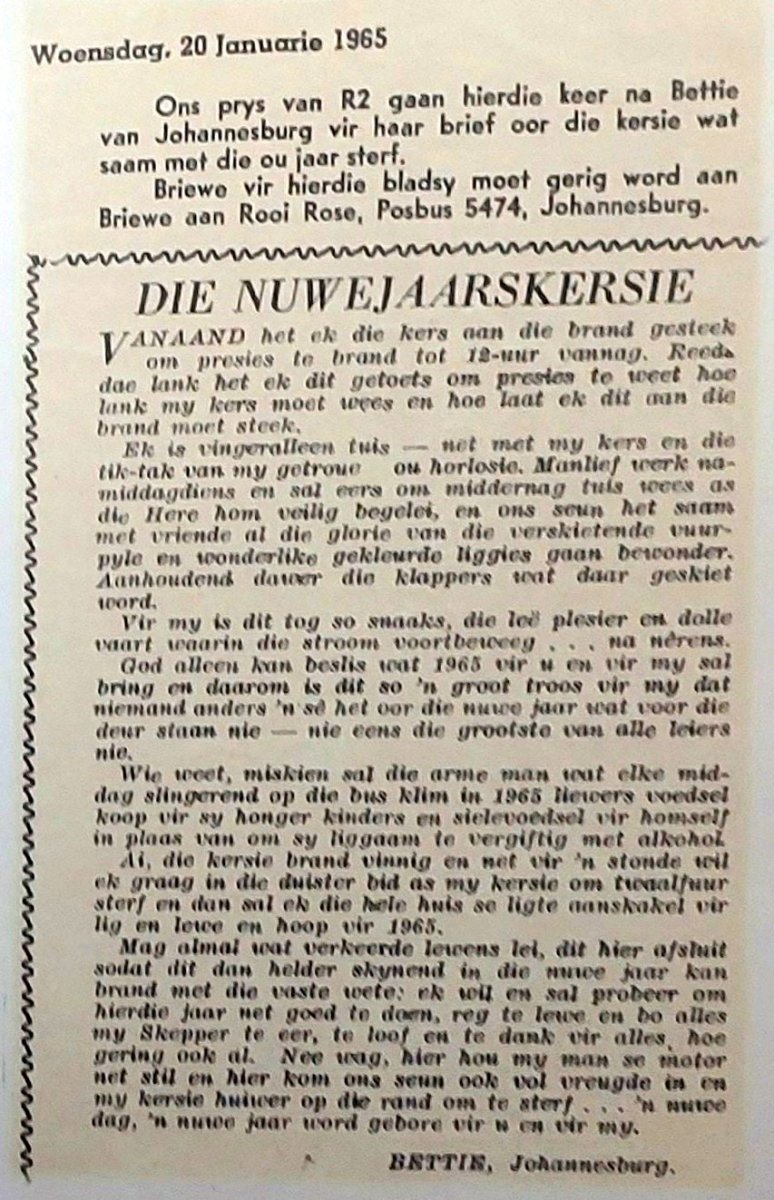 Woensdag, 20 Januarie 1965
Ons prys van R2 gaan hierdie keer na Bettie
van Johannesburg vir haar brief oor die kersie wat
saam met die ou jaar sterf.
Briewe vir hierdie bladsy moet gerig word aan
Briewe aan Rooi Rose, Posbus 5474, Johannesburg.
DIE NUWEJAARSKERSIE
VANAAND het ek die kers aan die brand gesteek
om presies te brand tot 12-uur vannag. Reeds
dae lank het ek dit getoets om presies te weet hoe
lank my kers moet wees en hoe laat ek dit aan die
brand moet steek.
Ek is vingeralleen tuis — net met my kers en die
tik-tak van my getroue ou horlosie. Manlief werk na-
middagdiens en sal eers om middernag tuis wees as
die Here hom veilig begelei, en ons seun het saam
met vriende al die glorie van die verskietende vuur-
pyle en wonderlike gekleurde liggies gaan bewonder.
Aanhoudend dawer die klappers wat daar geskiet
word.
Vir my is dit tog so snaaks, die leë plesier en dolle
vaart waarin die stroom voortbeweeg . . . na nêrens.
God alleen kan beslis wat 1965 vir u en vir my sal
bring en daarom is dit so 'n groot troos vir my dat
niemand anders 'n sê het oor die nuwe jaar wat voor die
deur staan nie — nie eens die grootste van alle leiers
nie.
Wie weet, miskien sal die arme man wat elke mid-
dag slingerend op die bus klim in 1965 liewers voedsel
koop vir sy honger kinders en sielevoedsel vir homself
in plaas van om sy liggaam te vergiftig met alkohol.
Ai, die kersie brand vinnig en net vir 'n stonde wil
ek graag in die duister bid as my kersie om twaalfuur
sterf en dan sal ek die hele huis se ligte aanskakel vir
lig en lewe en hoop vir 1965.
Mag almal wat verkeerde lewens lei, dit hier afsluit
sodat dit dan helder skynend in die nuwe jaar kan
brand met die vaste wete: ek wil en sal probeer om
hierdie jaar net goed te doen, reg te lewe en bo alles
my Skepper te eer, te loof en te dank vir alles, hoe
gering ook al. Nee wag, hier hou my man se motor
net stil en hier kom ons seun ook vol vreugde in en
my kersie huiwer op die rand om te sterf . . . 'n nuwe
dag, 'n nuwe jaar word gebore vir u en vir my.
BETTIE, Johannesburg.